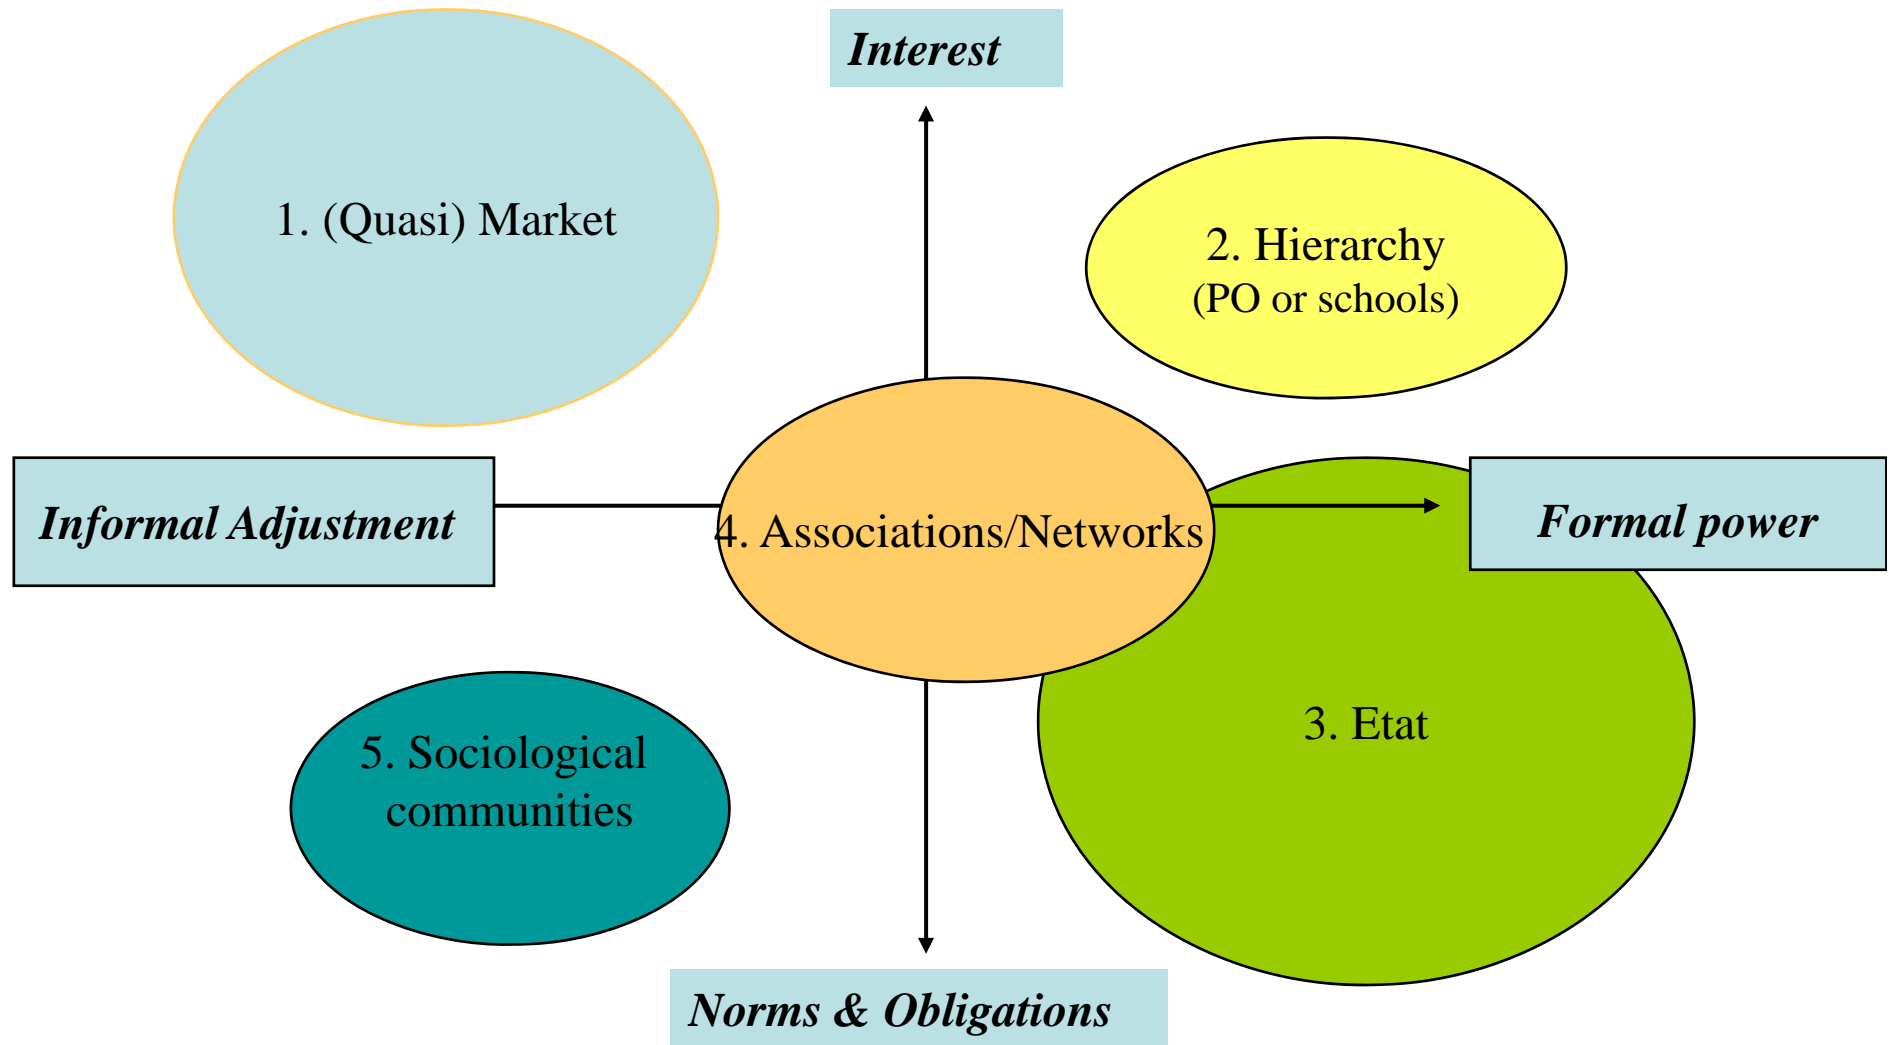 Interest
1. (Quasi) Market
2. Hierarchy
(PO or schools)
Informal Adjustment
4. Associations/Networks
Formal power
5. Sociological
communities
3. Etat
Norms & Obligations